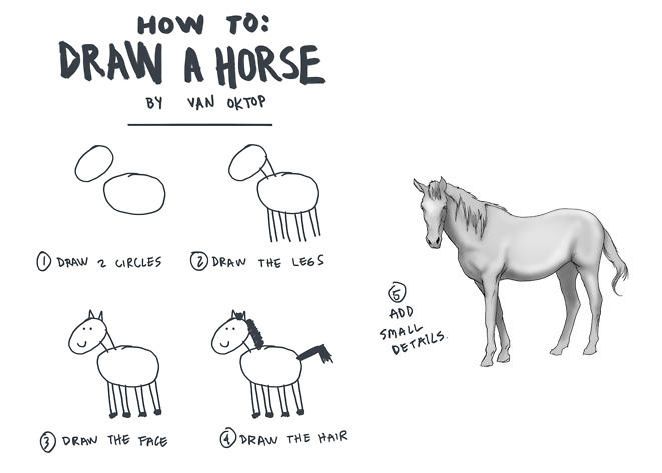 HOW TO:
DRAW A HORSE
BY VAN OKTOP
① DRAW 2 CIRCLES
② DRAW THE LEGS
③ DRAW THE FACE
④ DRAW THE HAIR
⑤
ADD
SMALL
DETAILS.